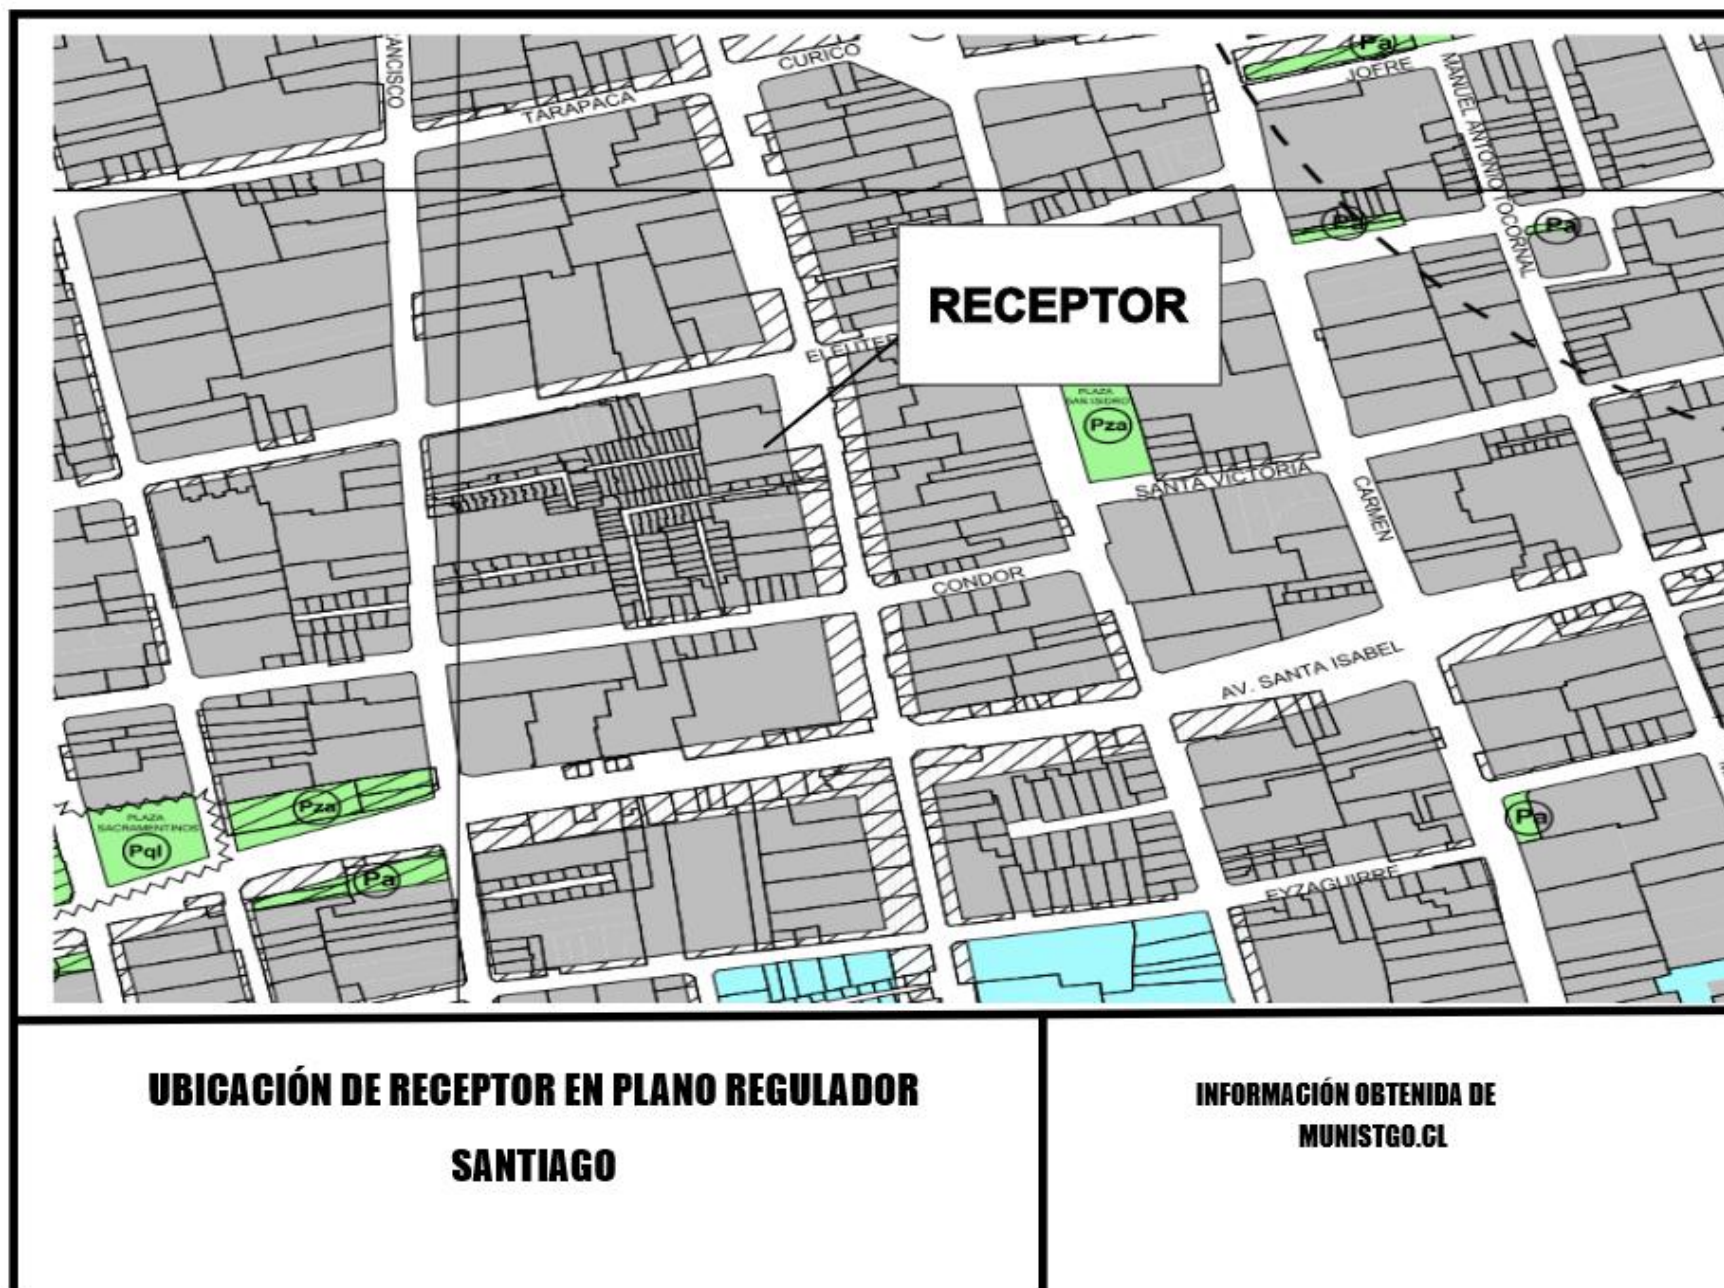 ANCISCO
CURICO
TARAPACA
Pa
JOFRE
MANUEL ANTONIO TOCORNAL
Pa
Pa
RECEPTOR
ELEUTER
PLAZA
SAN ISIDRO
Pza
SANTA VICTORIA
CARMEN
CONDOR
AV. SANTA ISABEL
Pza
PLAZA
SACRAMENTINOS
Pql
Pa
Pa
EYZAGUIRRE
UBICACIÓN DE RECEPTOR EN PLANO REGULADOR
SANTIAGO
INFORMACIÓN OBTENIDA DE
MUNISTGO.CL